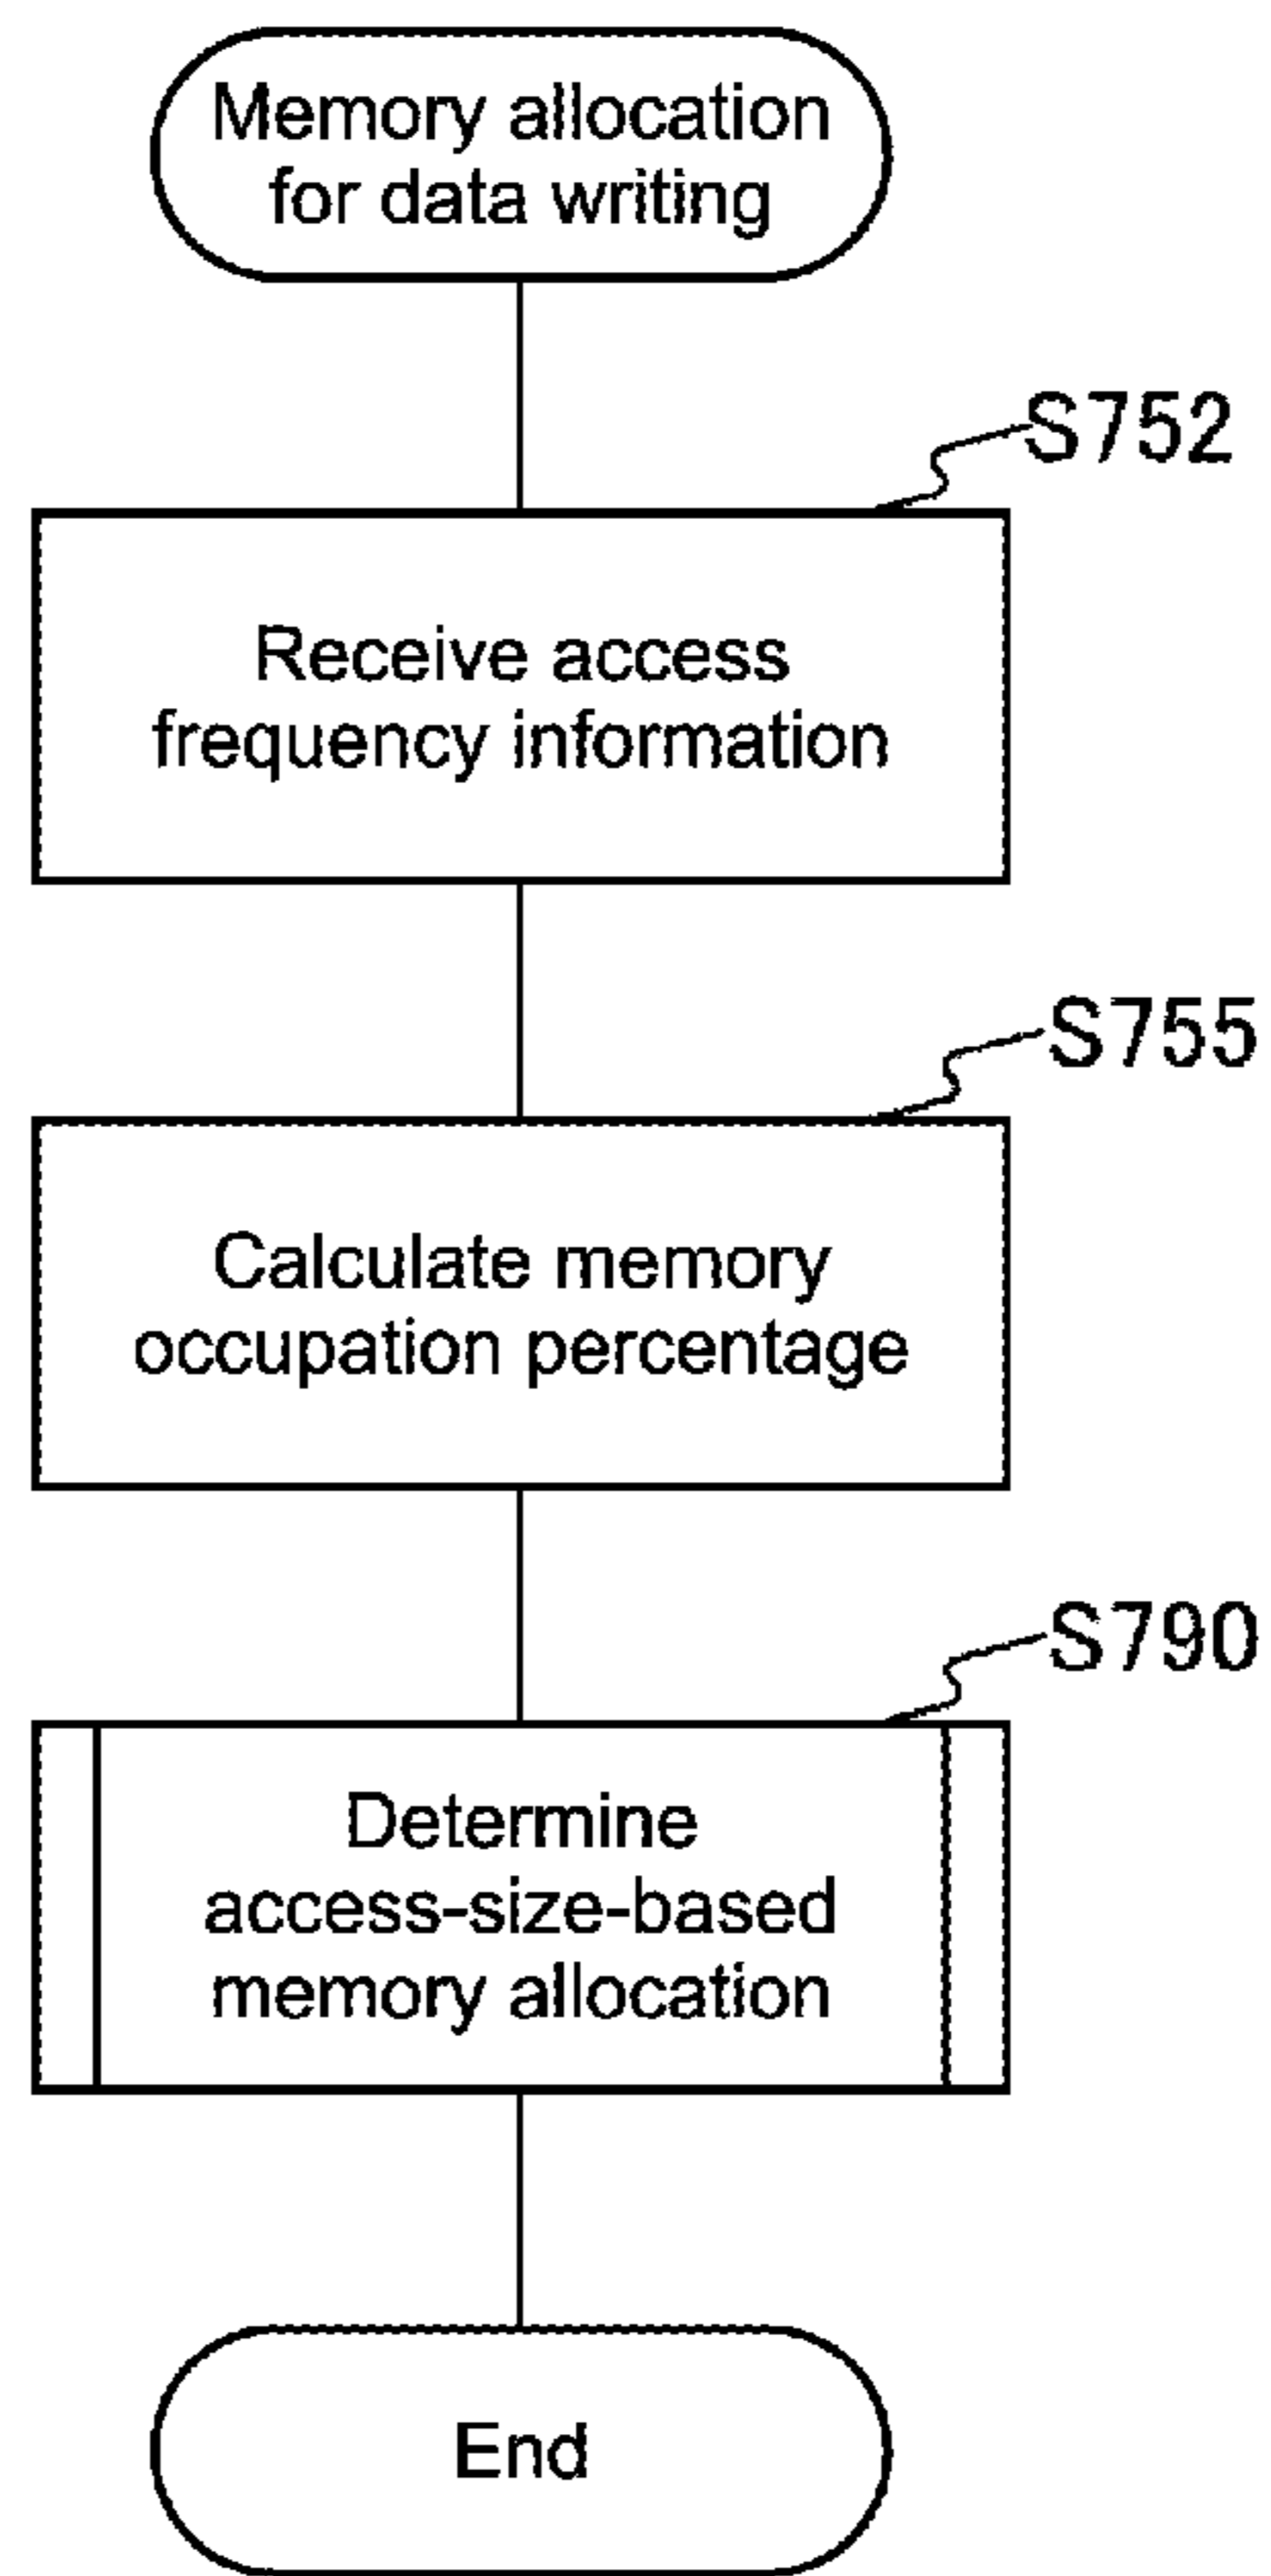 Memory allocation
for data writing
S752
Receive access
frequency information
S755
Calculate memory
occupation percentage
S790
Determine
access-size-based
memory allocation
End